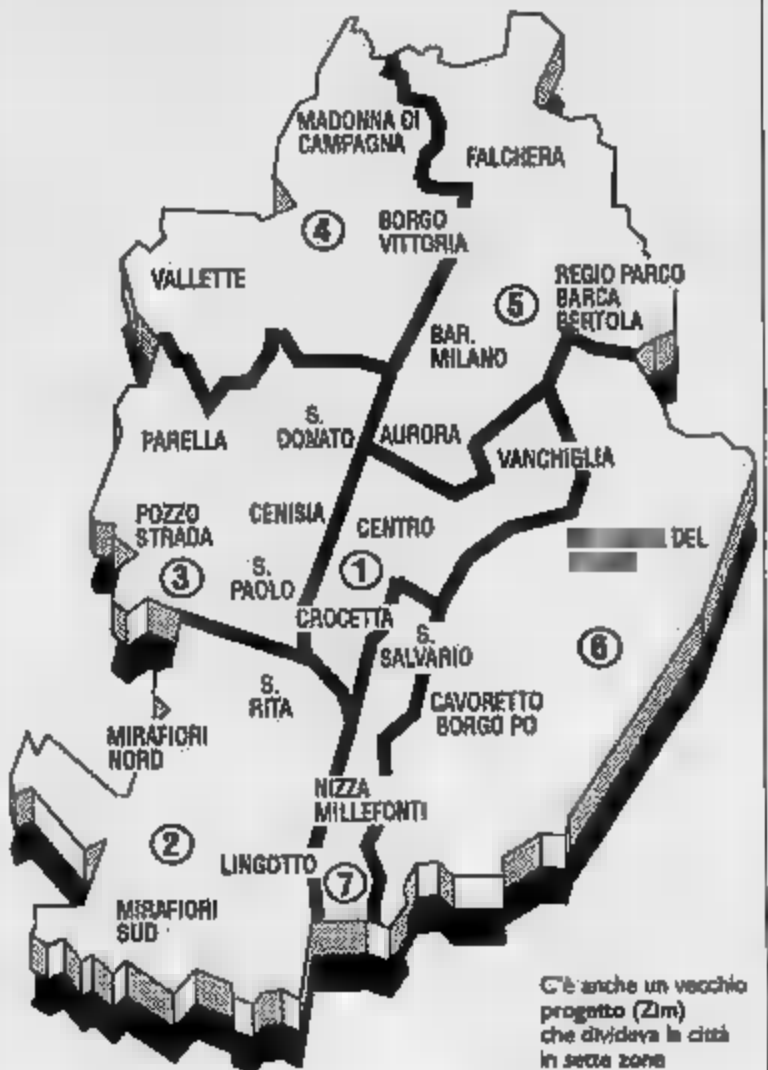 MADONNA DI
CAMPAGNA
FALCHERA
4
BORGO
VITTORIA
VALLETTE
REGIO PARCO
BARCA
BERTOLA
5
BAR.
MILANO
S.
DONATO
AURORA
PARELLA
VANCHIGLIA
POZZO
STRADA
CENISIA
CENTRO
DEL
3
S.
PAOLO
1
CROCETTA
S.
SALVARIO
6
S.
RITA
CAVORETTO
BORGO PO
MIRAFIORI
NORD
NIZZA
MILLEFONTI
2
LINGOTTO
7
MIRAFIORI
SUD
C'è anche un vecchio
progetto (Zim)
che divideva la città
in sette zone